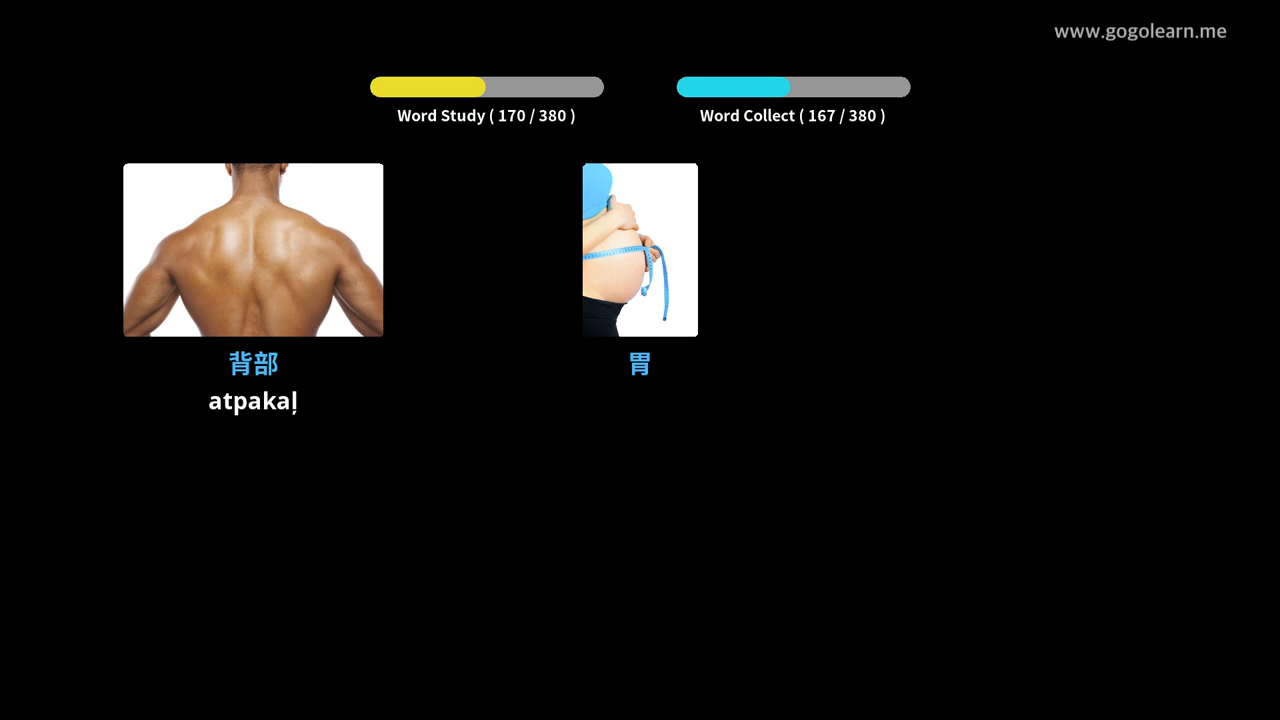 www.gogolearn.me
Word Study ( 170 / 380 )
Word Collect ( 167 / 380 )
背部
胃
atpakaļ